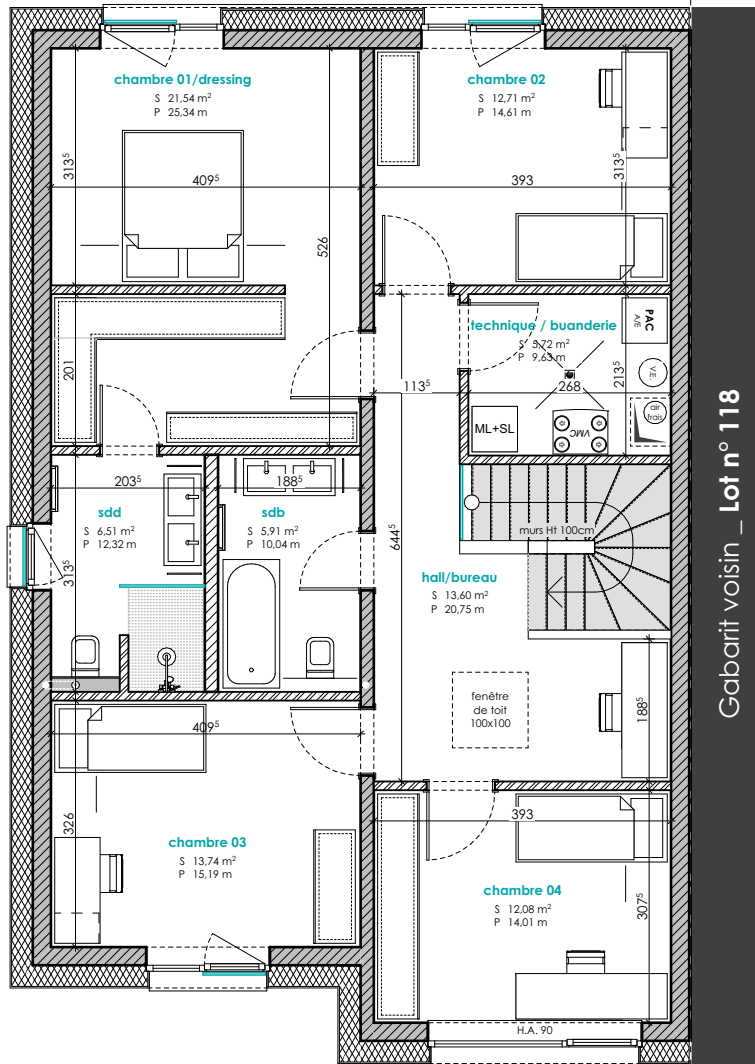 chambre 01/dressing
S 21,54 m²
P 25,34 m
chambre 02
S 12,71 m²
P 14,61 m
313⁵
409⁵
526
393
313⁵
technique / buanderie
S 5,72 m²
P 9,63 m
PAC
A/E
V.E.
air
frais
VMC
ML+SL
201
113⁵
268
213⁵
203⁵
188⁵
sdd
S 6,51 m²
P 12,32 m
sdb
S 5,91 m²
P 10,04 m
313⁵
644⁵
murs Ht 100cm
hall/bureau
S 13,60 m²
P 20,75 m
fenêtre
de toit
100x100
188⁵
409⁵
326
chambre 03
S 13,74 m²
P 15,19 m
393
chambre 04
S 12,08 m²
P 14,01 m
307⁵
H.A. 90
Gabarit voisin _ Lot n° 118